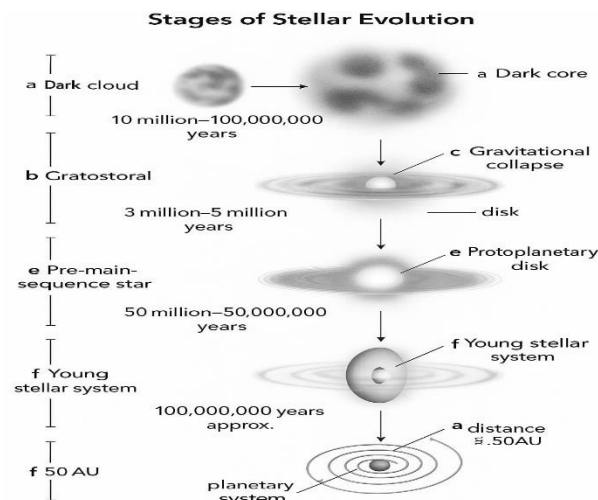 Stages of Stellar Evolution
a Dark cloud
a Dark core
10 million–100,000,000
years
b Gratostoral
c Gravitational
collapse
3 million–5 million
years
disk
e Pre-main-
sequence star
e Protoplanetary
disk
50 million–50,000,000
years
f Young
stellar system
f Young stellar
system
100,000,000 years
approx.
a distance
.50AU
f 50 AU
planetary
system